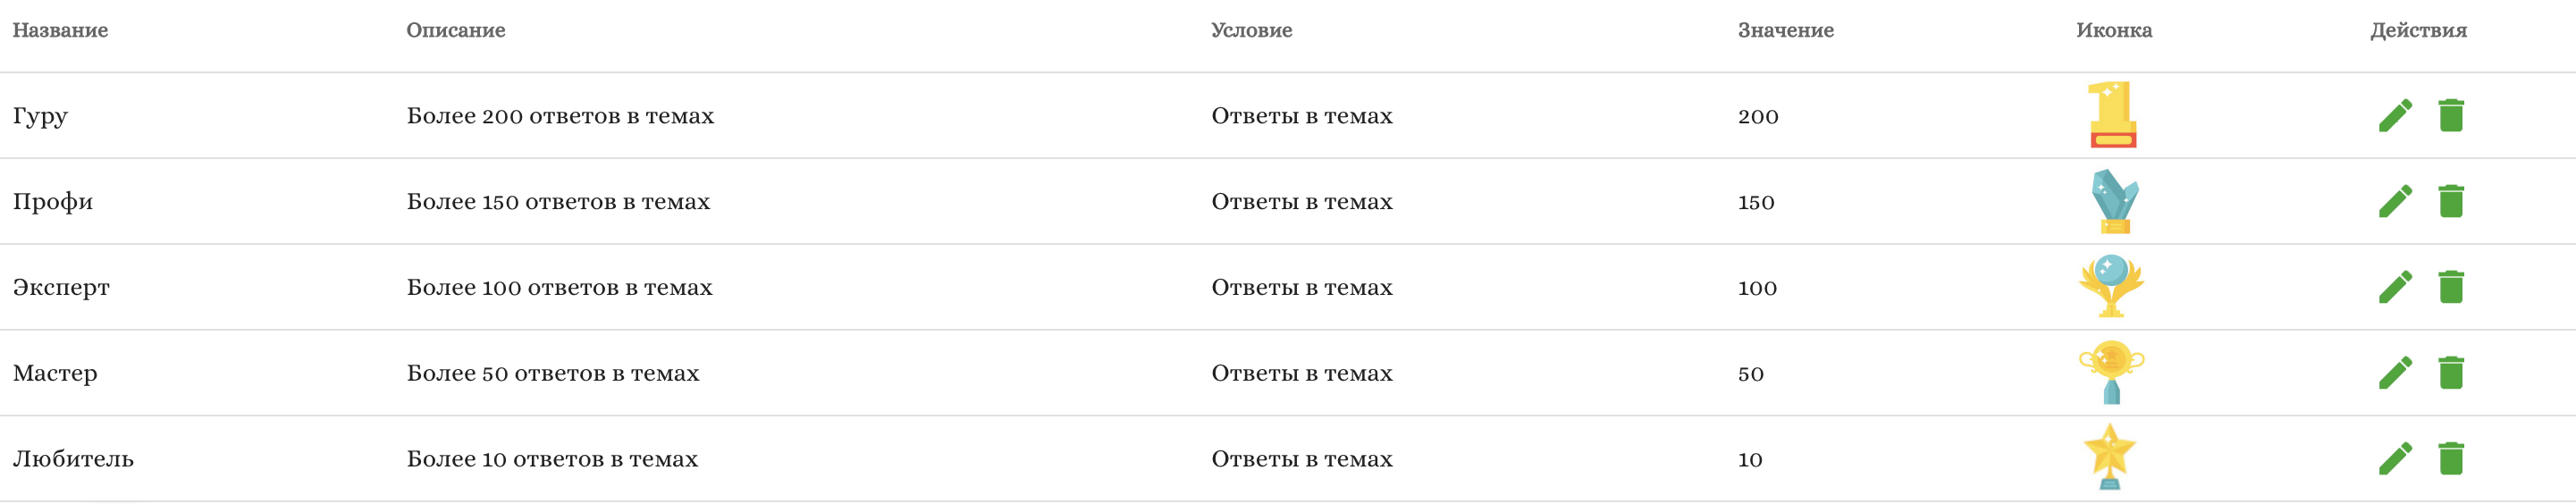 Название Описание Условие Значение Иконка Действия
Гуру Более 200 ответов в темах Ответы в темах 200
Профи Более 150 ответов в темах Ответы в темах 150
Эксперт Более 100 ответов в темах Ответы в темах 100
Мастер Более 50 ответов в темах Ответы в темах 50
Любитель Более 10 ответов в темах Ответы в темах 10